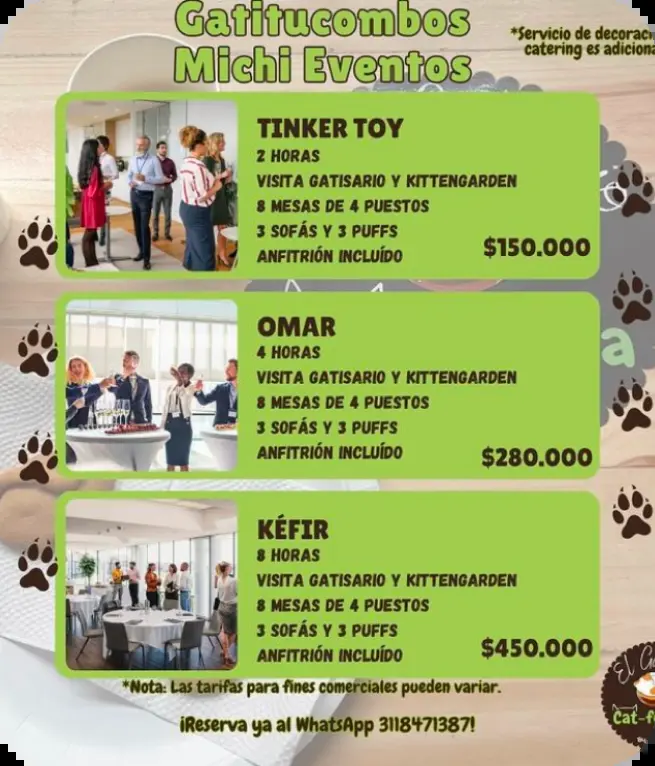 Gatitucombos
Michi Eventos
*Servicio de
catering es
TINKER TOY
2 HORAS
VISITA GATISARIO Y KITTENGARDEN
8 MESAS DE 4 PUESTOS
3 SOFÁS Y 3 PUFFS
ANFITRIÓN INCLUÍDO
$150.000
OMAR
4 HORAS
VISITA GATISARIO Y KITTENGARDEN
8 MESAS DE 4 PUESTOS
3 SOFÁS Y 3 PUFFS
ANFITRIÓN INCLUÍDO
$280.000
a
KÉFIR
8 HORAS
VISITA GATISARIO Y KITTENGARDEN
8 MESAS DE 4 PUESTOS
3 SOFÁS Y 3 PUFFS
ANFITRIÓN INCLUÍDO
$450.000
*Nota: Las tarifas para fines comerciales pueden variar.
¡Reserva ya al WhatsApp 3118471387!
El